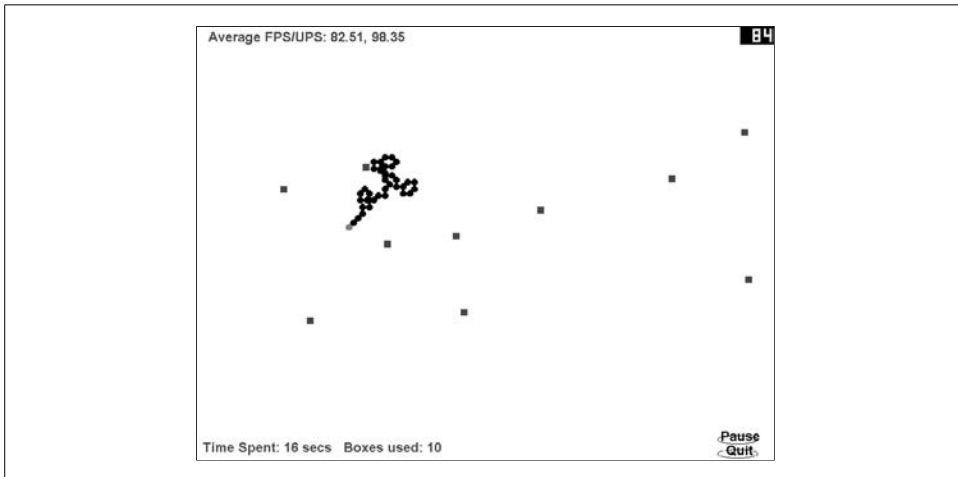 Average FPS/UPS: 82.51, 98.35
84
Time Spent: 16 secs Boxes used: 10
Pause
Quit